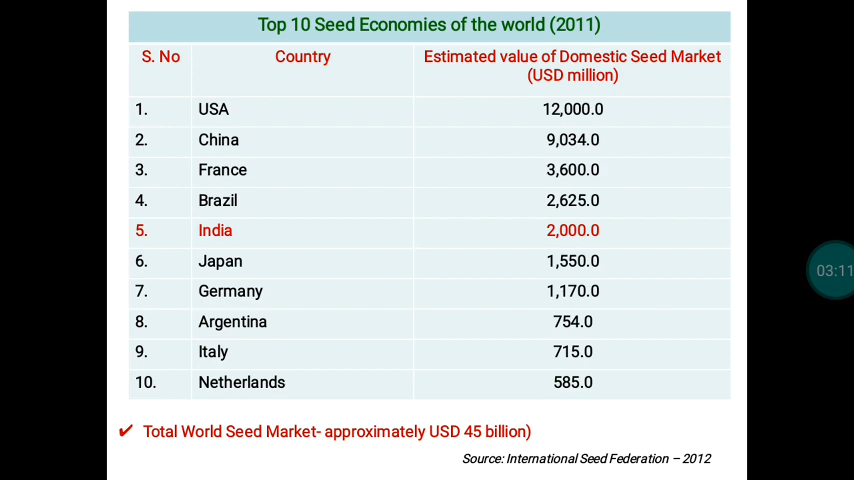 Top 10 Seed Economies of the world (2011)
S. No Country Estimated value of Domestic Seed Market
(USD million)
1. USA 12,000.0
2. China 9,034.0
3. France 3,600.0
4. Brazil 2,625.0
5. India 2,000.0
6. Japan 1,550.0
7. Germany 1,170.0
8. Argentina 754.0
9. Italy 715.0
10. Netherlands 585.0
✔ Total World Seed Market- approximately USD 45 billion)
Source: International Seed Federation – 2012
03:11